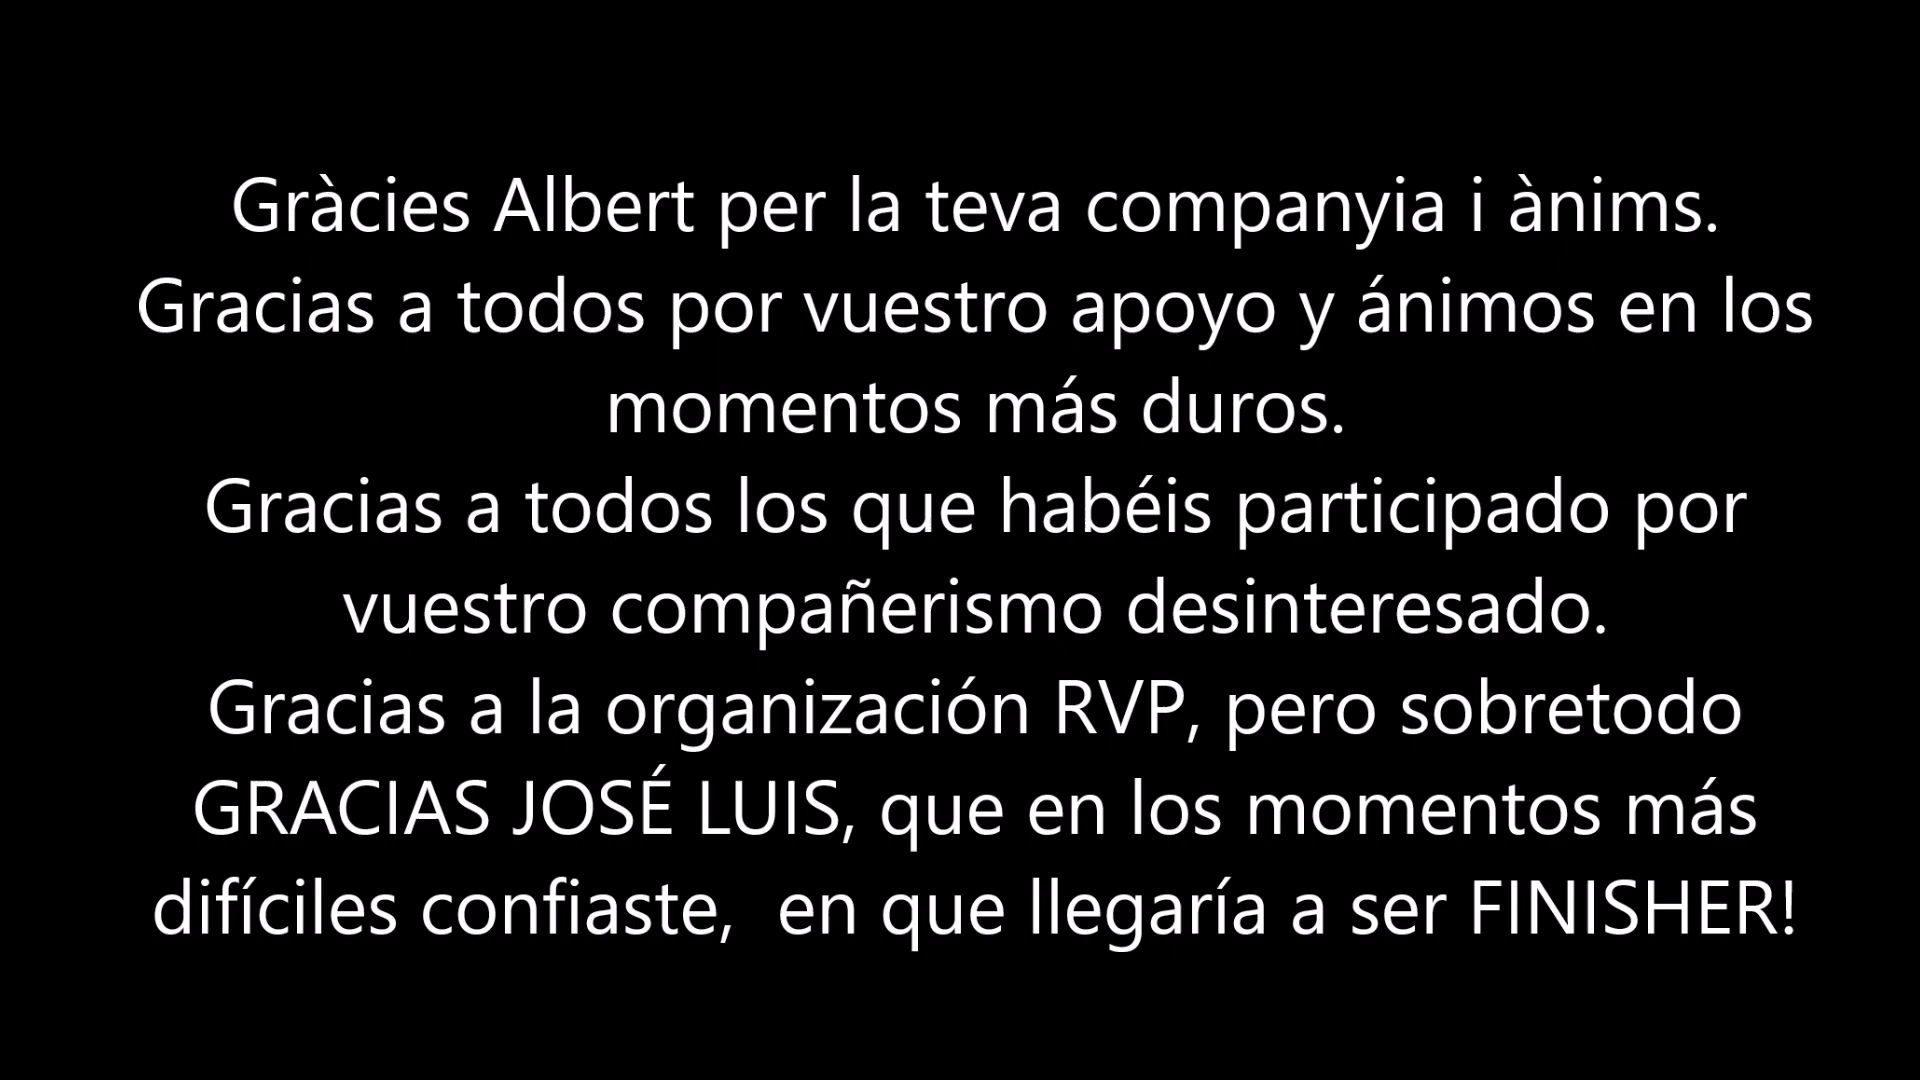 Gràcies Albert per la teva companyia i ànims.
Gracias a todos por vuestro apoyo y ánimos en los
momentos más duros.
Gracias a todos los que habéis participado por
vuestro compañerismo desinteresado.
Gracias a la organización RVP, pero sobretodo
GRACIAS JOSÉ LUIS, que en los momentos más
difíciles confiaste,  en que llegaría a ser FINISHER!